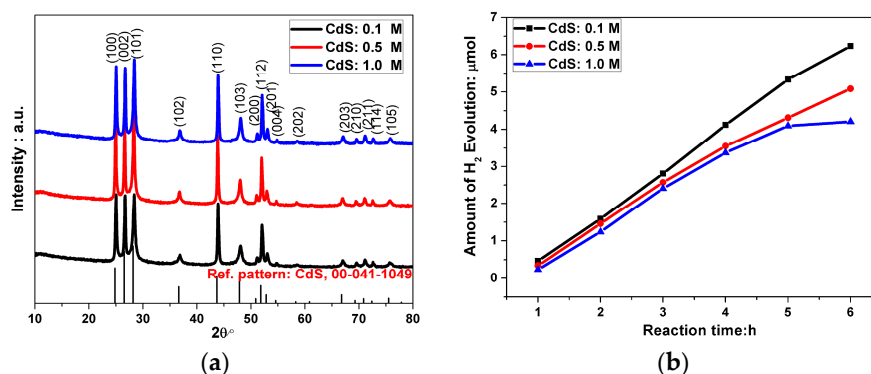 CdS: 0.1 M
CdS: 0.5 M
CdS: 1.0 M
(100)
(002)
(101)
(102)
(110)
(103)
(200)
(112)
(201)
(004)
(202)
(203)
(210)
(211)
(114)
(105)
Intensity : a.u.
Ref. pattern: CdS, 00-041-1049
10 20 30 40 50 60 70 80
2θ:°
(a)
CdS: 0.1 M
CdS: 0.5 M
CdS: 1.0 M
Amount of H2 Evolution: μmol
7
6
5
4
3
2
1
0
1 2 3 4 5 6
Reaction time:h
(b)